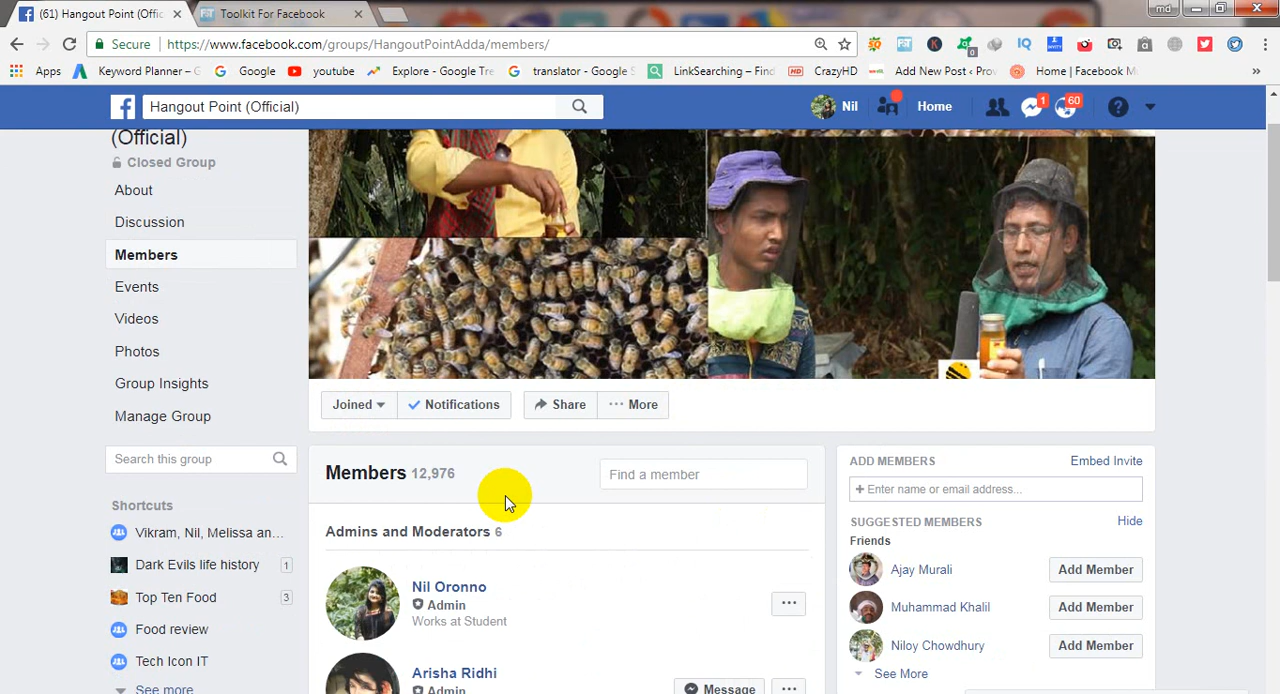 (61) Hangout Point (Offic
Toolkit For Facebook
md
Secure
https://www.facebook.com/groups/HangoutPointAdda/members/
Apps
Keyword Planner – G
Google
youtube
Explore - Google Tre
translator - Google S
LinkSearching – Find
CrazyHD
Add New Post ‹ Prov
Home | Facebook M
»
Hangout Point (Official)
Nil
Home
1
60
(Official)
Closed Group
About
Discussion
Members
Events
Videos
Photos
Group Insights
Manage Group
Search this group
Shortcuts
Vikram, Nil, Melissa an...
Dark Evils life history 1
Top Ten Food 3
Food review
Tech Icon IT
See more
Joined
Notifications
Share
More
Members 12,976
Find a member
Admins and Moderators 6
Nil Oronno
Admin
Works at Student
Arisha Ridhi
Admin
Message
ADD MEMBERS
Embed Invite
+ Enter name or email address...
SUGGESTED MEMBERS
Hide
Friends
Ajay Murali
Add Member
Muhammad Khalil
Add Member
Niloy Chowdhury
Add Member
See More